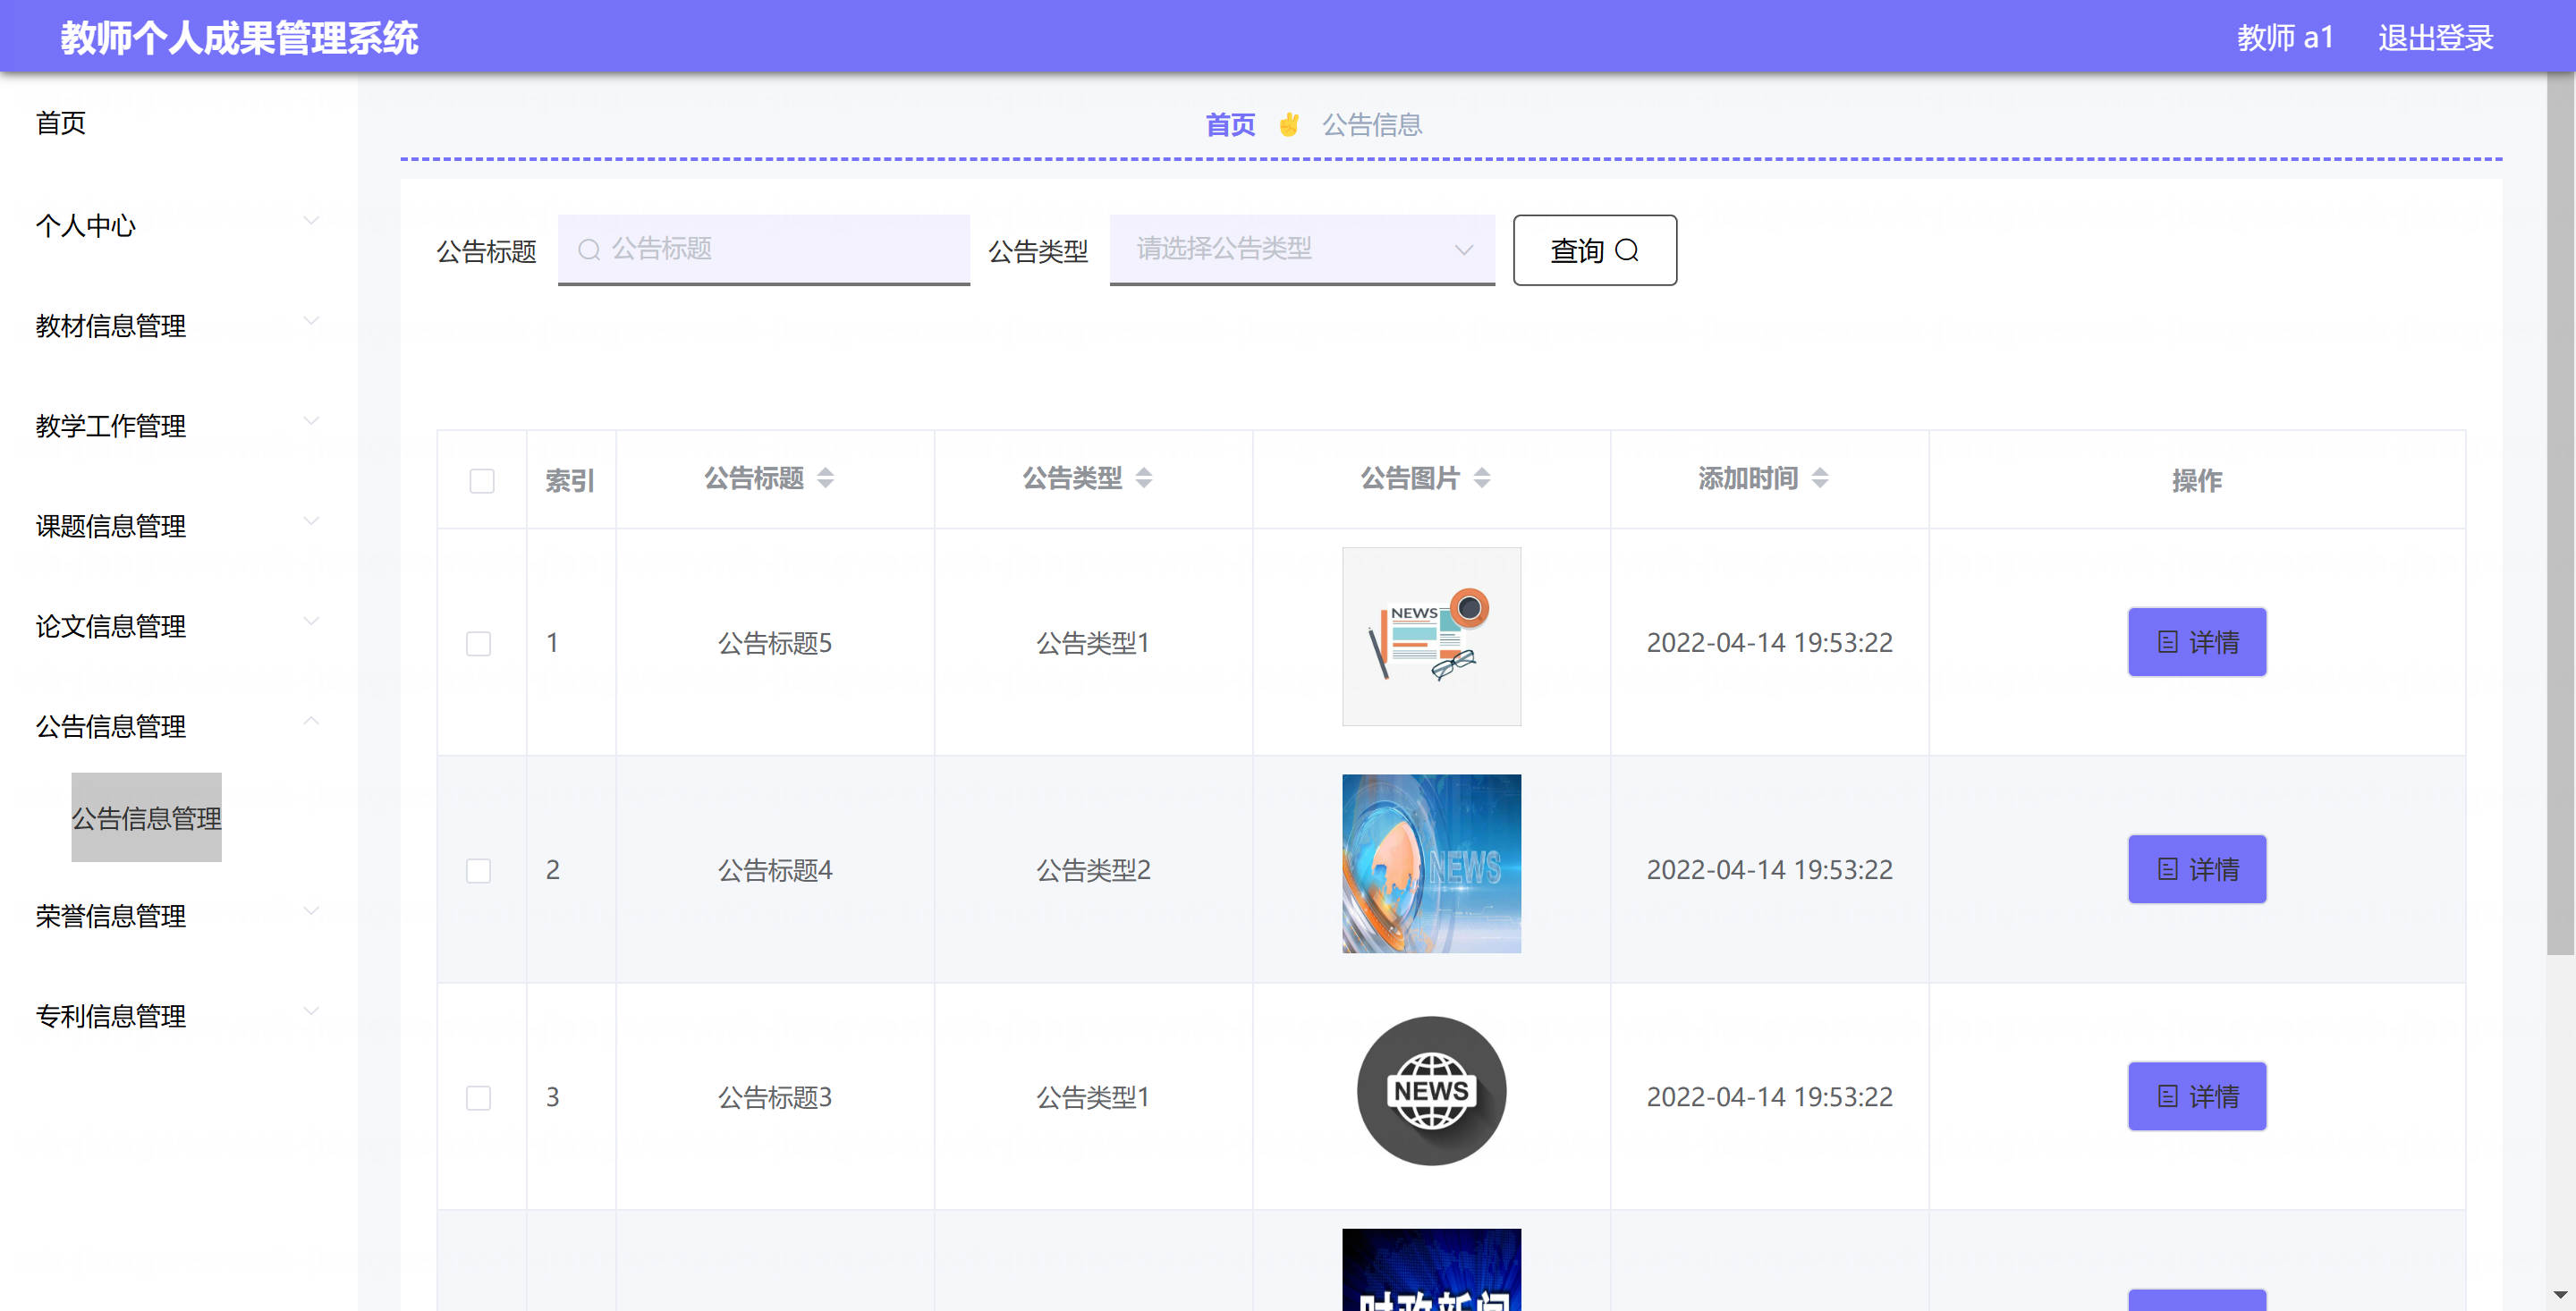 教师个人成果管理系统
教师 a1
退出登录
首页
个人中心
教材信息管理
教学工作管理
课题信息管理
论文信息管理
公告信息管理
公告信息管理
荣誉信息管理
专利信息管理
首页 ✌ 公告信息
公告标题 公告标题 公告类型 请选择公告类型 查询
索引 公告标题 公告类型 公告图片 添加时间 操作
NEWS
1 公告标题5 公告类型1 2022-04-14 19:53:22 详情
NEWS
2 公告标题4 公告类型2 2022-04-14 19:53:22 详情
NEWS
3 公告标题3 公告类型1 2022-04-14 19:53:22 详情
财政新闻